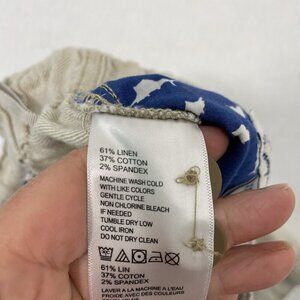 61% LINEN
37% COTTON
2% SPANDEX
MACHINE WASH COLD
WITH LIKE COLORS
GENTLE CYCLE
NON CHLORINE BLEACH
IF NEEDED
TUMBLE DRY LOW
COOL IRON
DO NOT DRY CLEAN
61% LIN
37% COTON
2% SPANDEX
LAVER A LA MACHINE A L'EAU
FROIDE AVEC DES COULEURS